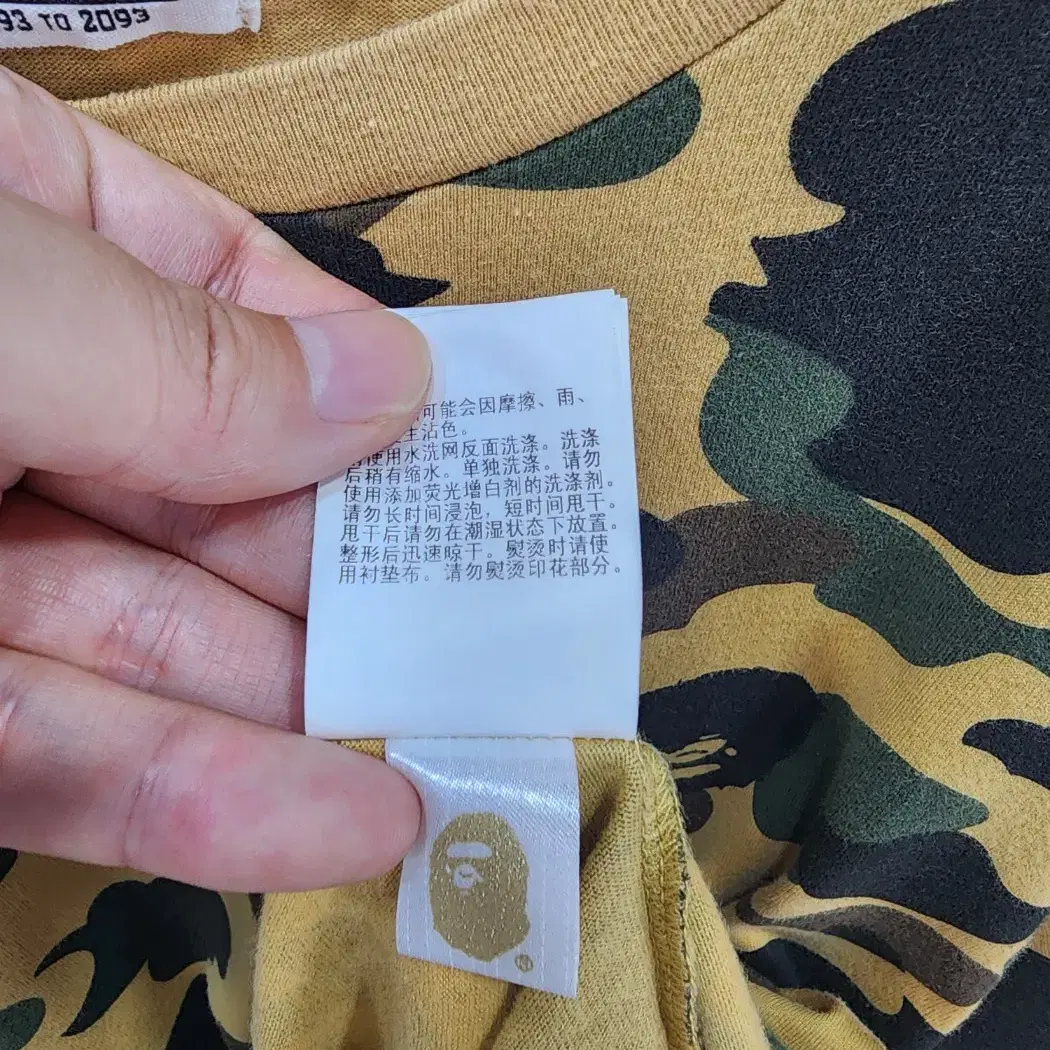 93 TO 2093
可能会因摩擦、雨、
沾色。
使用水洗网反面洗涤。洗涤
后稍有缩水。单独洗涤。请勿
使用添加荧光增白剂的洗涤剂。
请勿长时间浸泡，短时间甩干。
甩干后请勿在潮湿状态下放置。
整形后迅速晾干。熨烫时请使
用衬垫布。请勿熨烫印花部分。